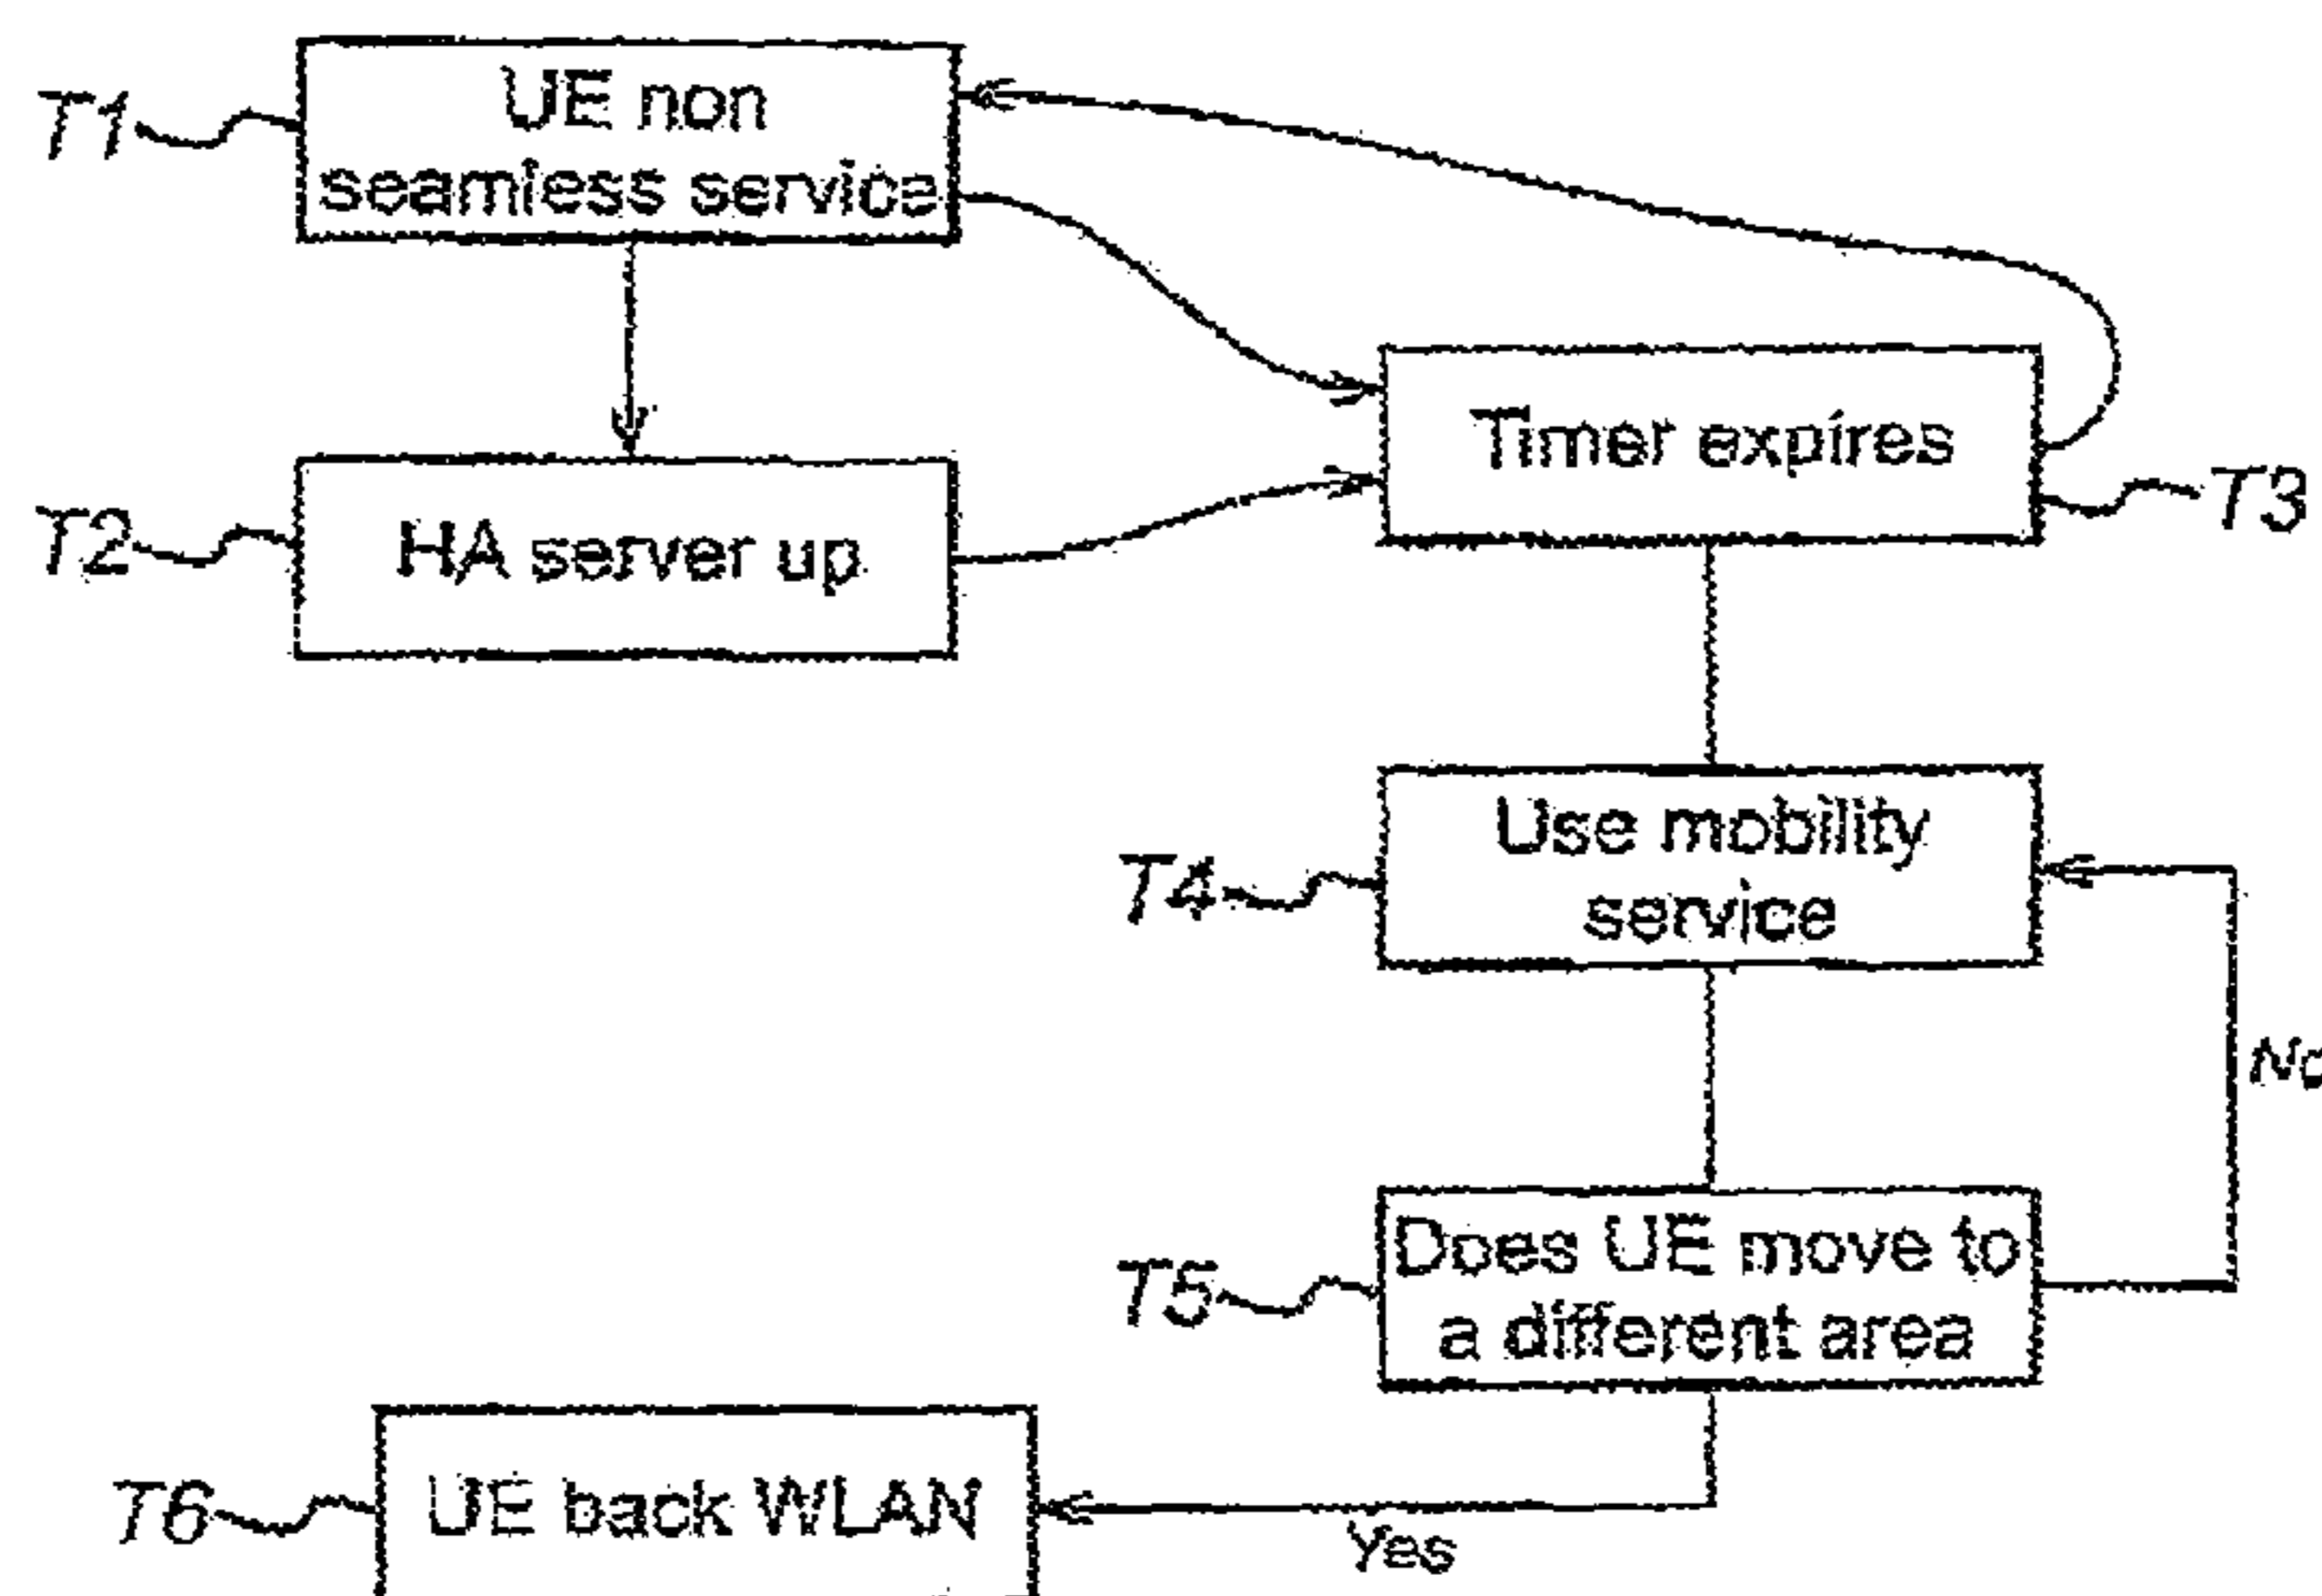 T1
UE non
seamless service
T2
HA server up
Timer expires
T3
T4
Use mobility
service
No
T5
Does UE move to
a different area
T6
UE back WLAN
Yes